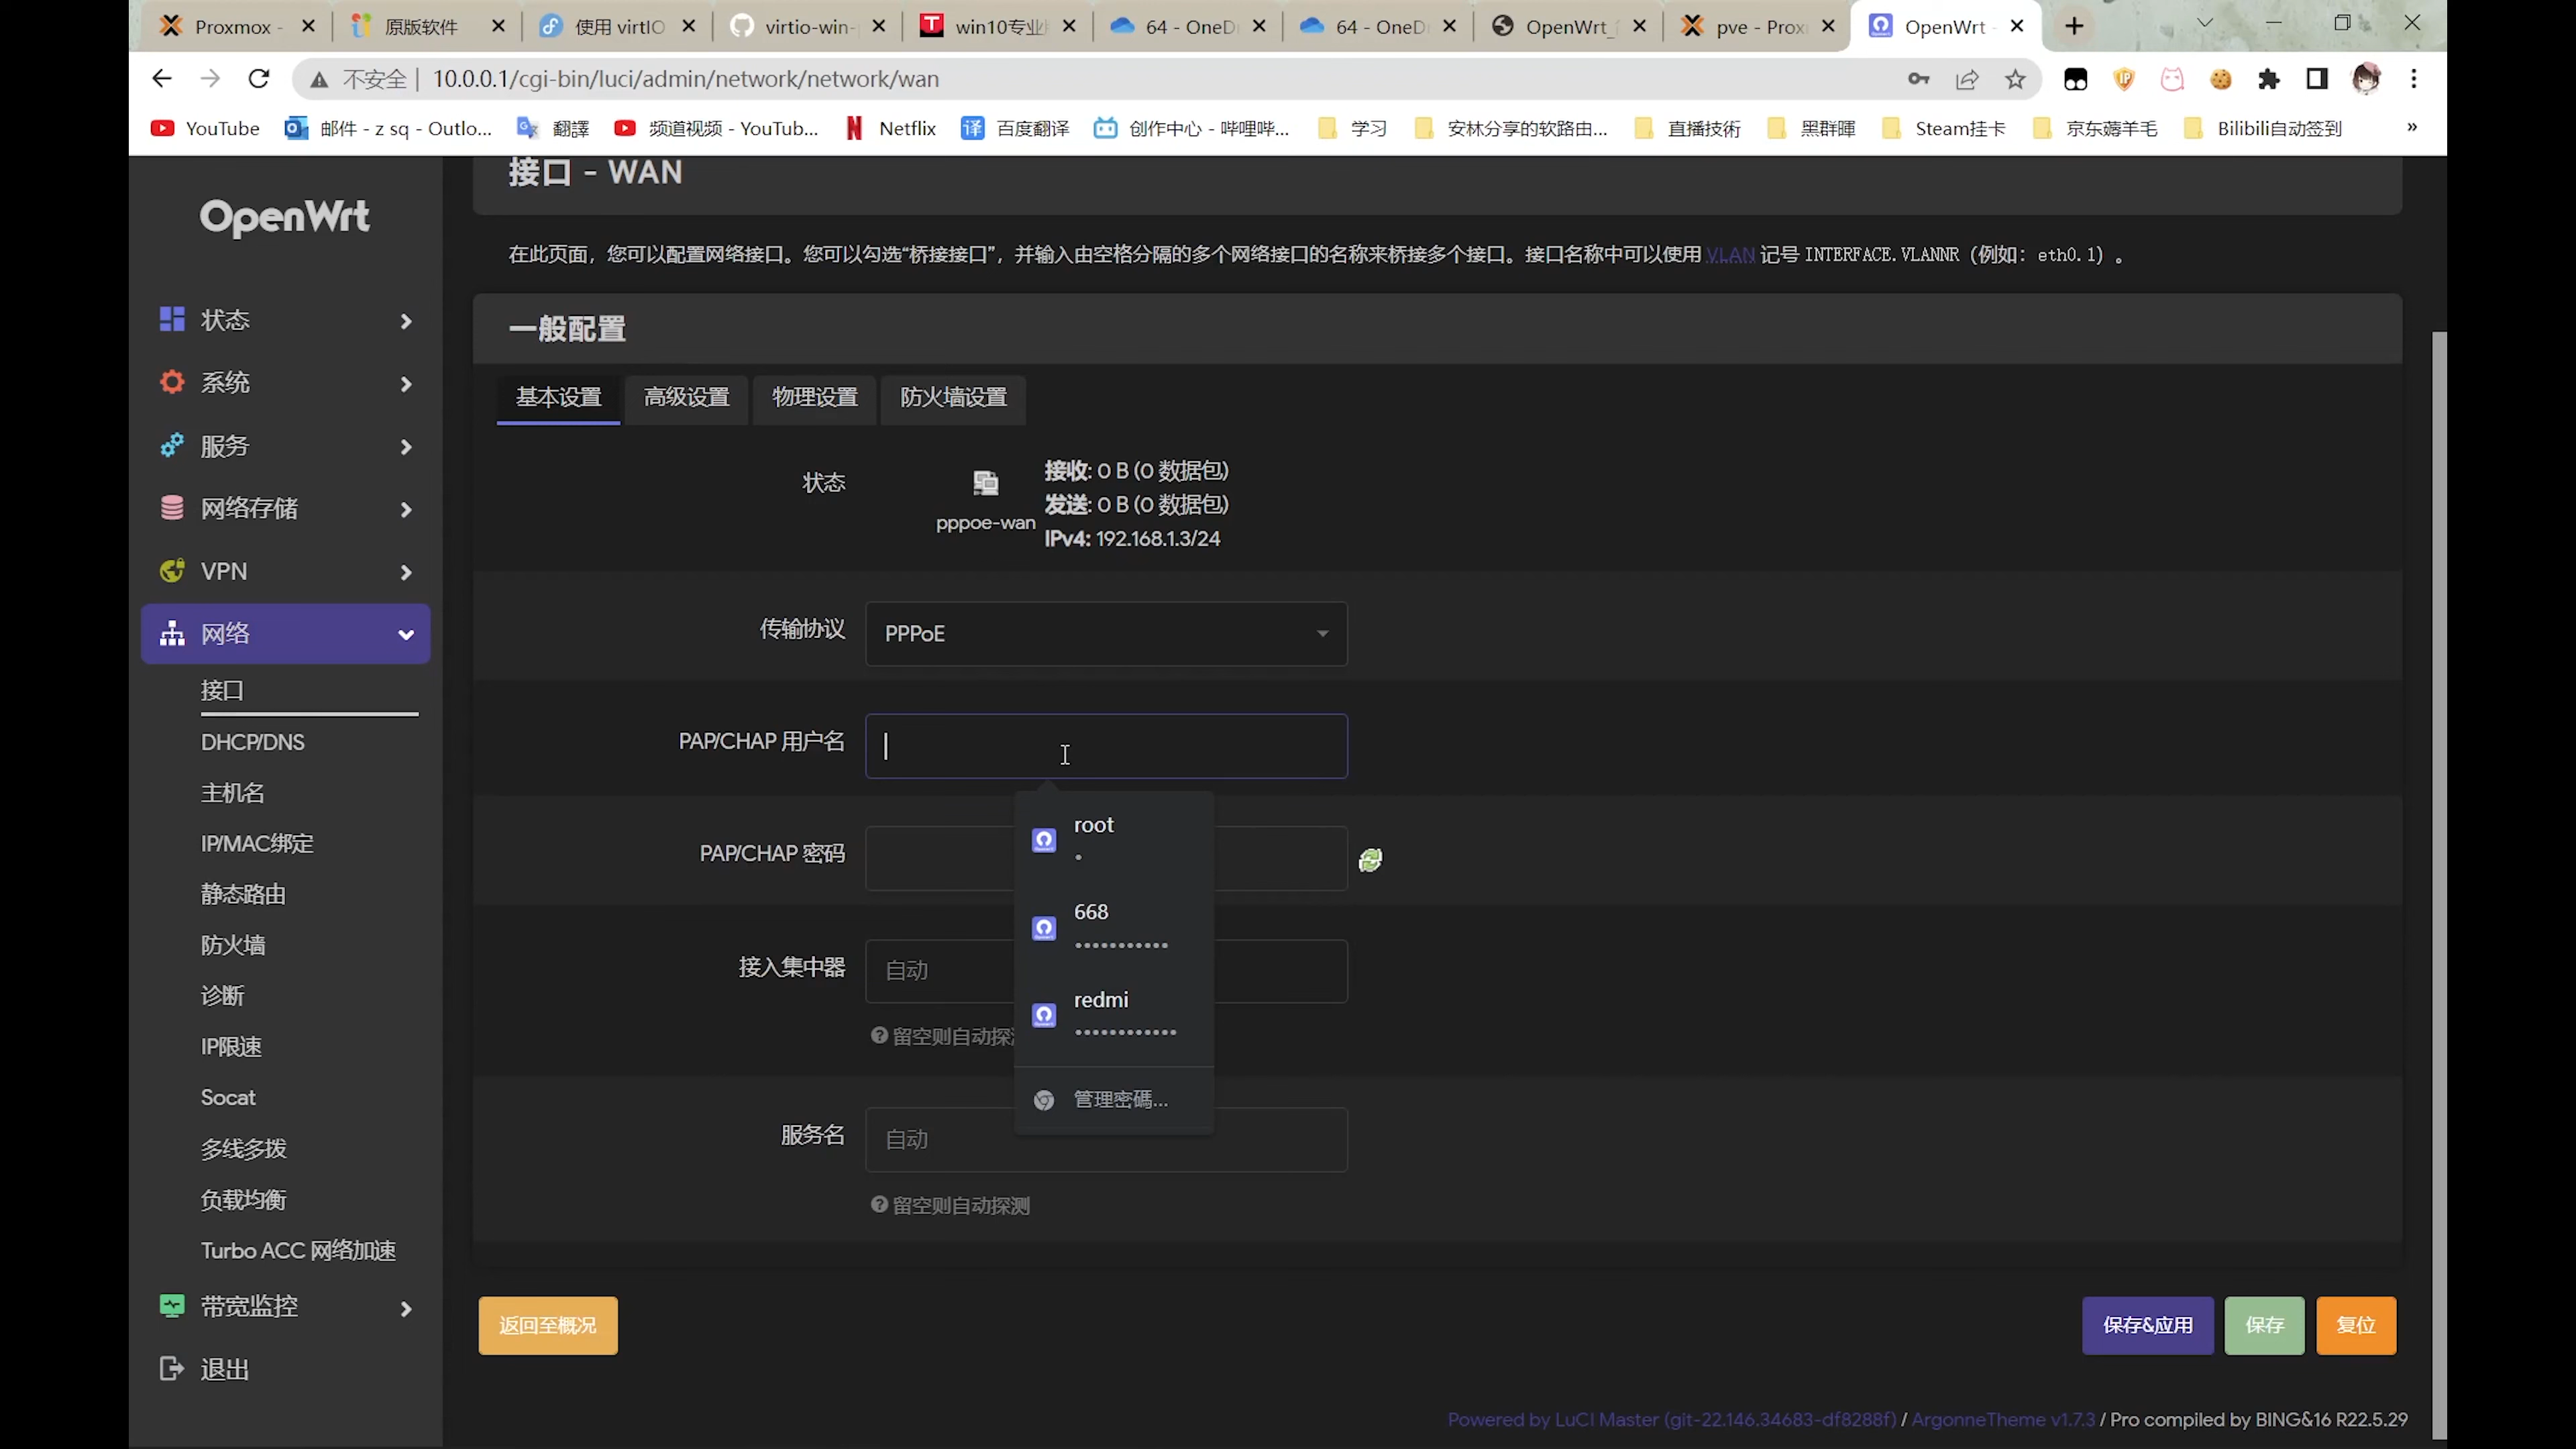 Proxmox -
原版软件
使用 virtIO
virtio-win-
win10专业
64 - OneD
64 - OneD
OpenWrt_
pve - Prox
OpenWrt -
不安全 | 10.0.0.1/cgi-bin/luci/admin/network/network/wan
YouTube
邮件 - z sq - Outlo...
翻譯
频道视频 - YouTub...
Netflix
百度翻译
创作中心 - 哔哩哔...
学习
安林分享的软路由...
直播技術
黑群暉
Steam挂卡
京东薅羊毛
Bilibili自动签到
»
OpenWrt
状态
系统
服务
网络存储
VPN
网络
接口
DHCP/DNS
主机名
IP/MAC绑定
静态路由
防火墙
诊断
IP限速
Socat
多线多拨
负载均衡
Turbo ACC 网络加速
带宽监控
退出
接口 - WAN
在此页面，您可以配置网络接口。您可以勾选“桥接接口”，并输入由空格分隔的多个网络接口的名称来桥接多个接口。接口名称中可以使用 VLAN 记号 INTERFACE.VLANNR（例如：eth0.1）。
一般配置
基本设置
高级设置
物理设置
防火墙设置
状态
pppoe-wan
接收: 0 B (0 数据包)
发送: 0 B (0 数据包)
IPv4: 192.168.1.3/24
传输协议
PPPoE
PAP/CHAP 用户名
PAP/CHAP 密码
root
•
668
•••••••••••
redmi
••••••••••••
管理密碼...
接入集中器
自动
留空则自动探
服务名
自动
留空则自动探测
返回至概况
保存&应用
保存
复位
Powered by LuCI Master (git-22.146.34683-df8288f) / ArgonneTheme v1.7.3 / Pro compiled by BING&16 R22.5.29